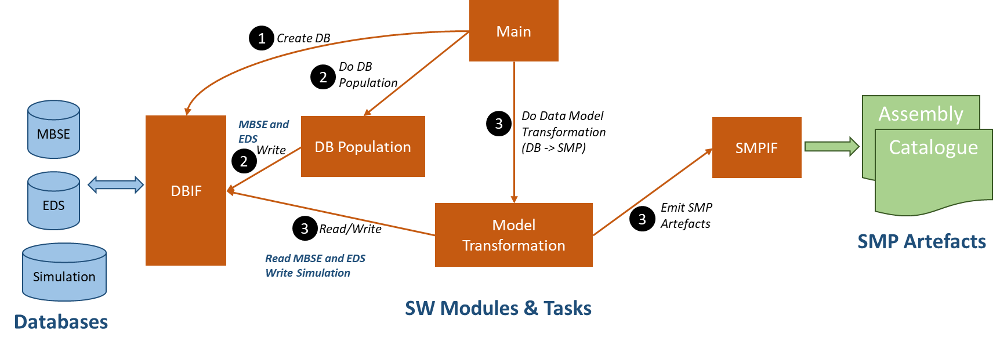 Main
1 Create DB
2 Do DB
Population
MBSE
MBSE and
EDS
Write
2
DB Population
3 Do Data Model
Transformation
(DB -> SMP)
SMPIF
Assembly
Catalogue
EDS
DBIF
3 Read/Write
Model
Transformation
3 Emit SMP
Artefacts
SMP Artefacts
Simulation
Read MBSE and EDS
Write Simulation
Databases
SW Modules & Tasks